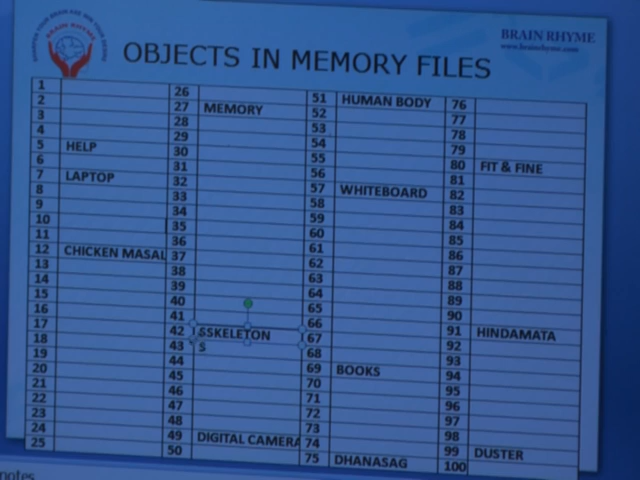 BRAIN RHYME
BRAIN RHYME
www.brainrhyme.com
OBJECTS IN MEMORY FILES
1 26 51 HUMAN BODY 76
2 27 MEMORY 52 77
3 28 53 78
4 29 54 79
5 HELP 30 55 80 FIT & FINE
6 31 56 81
7 LAPTOP 32 57 WHITEBOARD 82
8 33 58 83
9 34 59 84
10 35 60 85
11 36 61 86
12 CHICKEN MASAL 37 62 87
13 38 63 88
14 39 64 89
15 40 65 90
16 41 66 91 HINDAMATA
17 42 SSKELETON 67 92
18 43 S 68 93
19 44 69 BOOKS 94
20 45 70 95
21 46 71 96
22 47 72 97
23 48 73 98
24 49 DIGITAL CAMERA 74 99 DUSTER
25 50 75 DHANASAG 100
notes